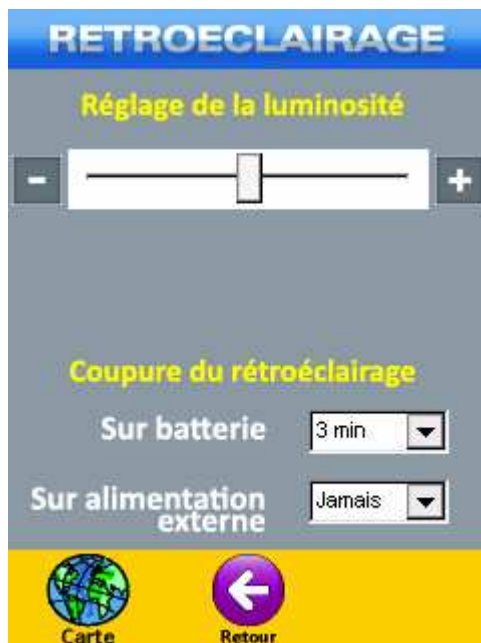 RETROECLAIRAGE
Réglage de la luminosité
- +
Coupure du rétroéclairage
Sur batterie 3 min
Sur alimentation externe Jamais
Carte Retour